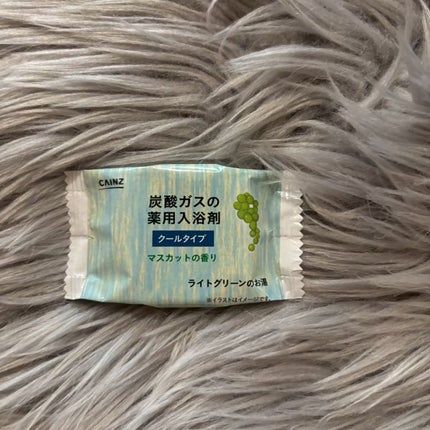 CAINZ
炭酸ガスの
薬用入浴剤
クールタイプ
マスカットの香り
ライトグリーンのお湯
※イラストはイメージです。